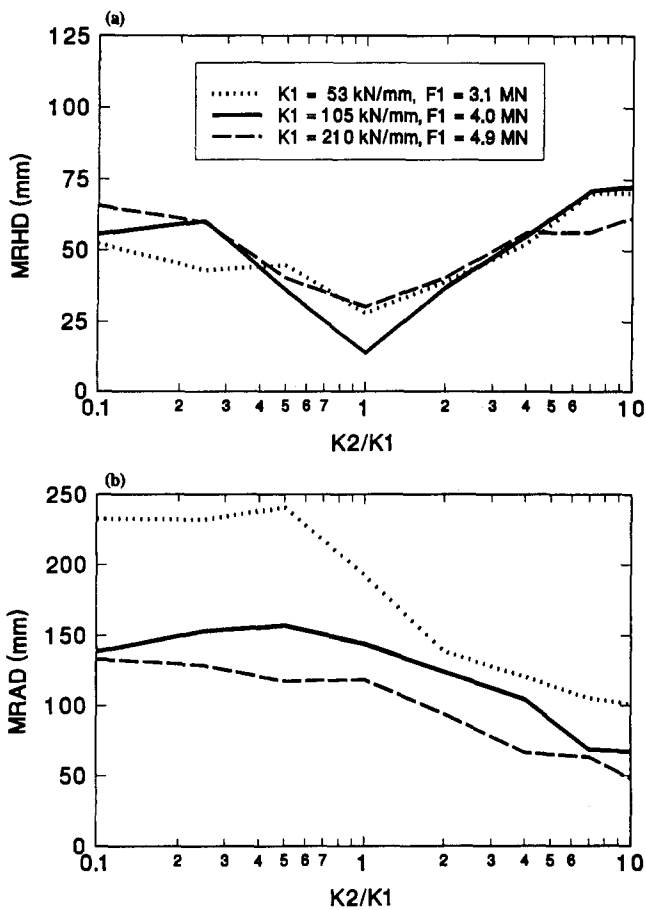 (a)
125
100
75
50
25
0
MRHD (mm)
K1 = 53 kN/mm, F1 = 3.1 MN
K1 = 105 kN/mm, F1 = 4.0 MN
K1 = 210 kN/mm, F1 = 4.9 MN
0.1 2 3 4 5 6 7 1 2 3 4 5 6 10
K2/K1
(b)
250
200
150
100
50
0
MRAD (mm)
0.1 2 3 4 5 6 7 1 2 3 4 5 6 10
K2/K1